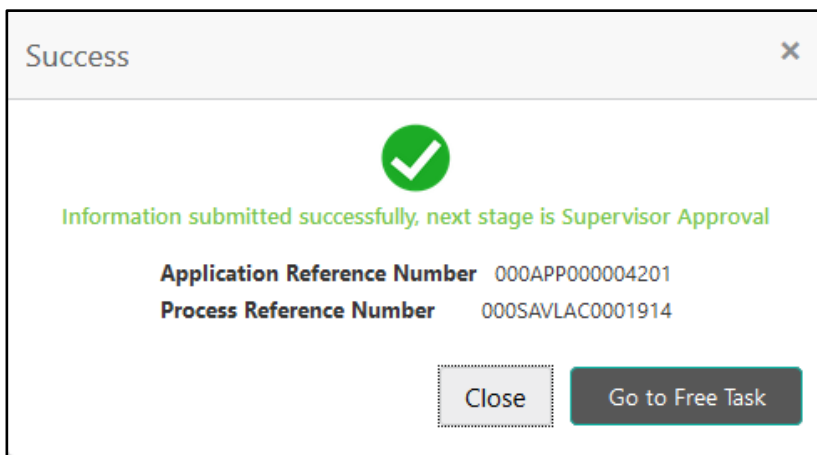 Success ×
Information submitted successfully, next stage is Supervisor Approval
Application Reference Number 000APP000004201
Process Reference Number 000SAVLAC0001914
Close Go to Free Task